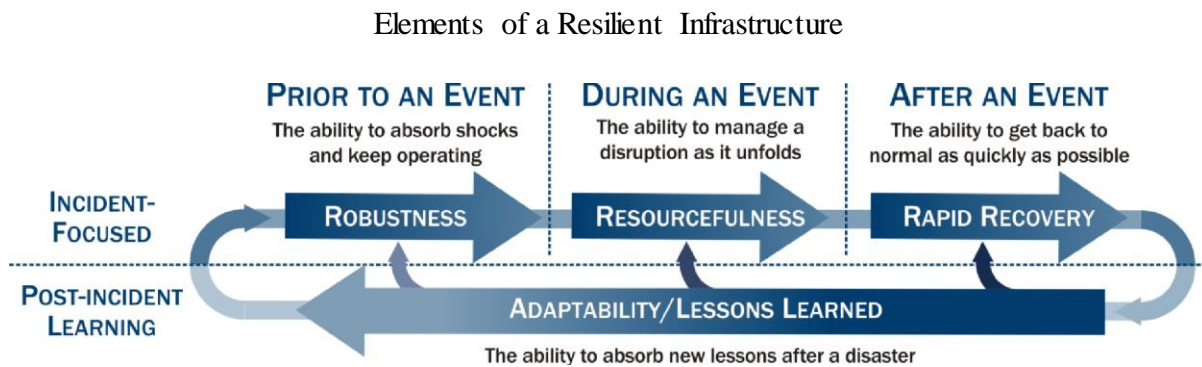 Elements of a Resilient Infrastructure
PRIOR TO AN EVENT
The ability to absorb shocks
and keep operating
DURING AN EVENT
The ability to manage a
disruption as it unfolds
AFTER AN EVENT
The ability to get back to
normal as quickly as possible
INCIDENT-
FOCUSED
ROBUSTNESS
RESOURCEFULNESS
RAPID RECOVERY
POST-INCIDENT
LEARNING
ADAPTABILITY/LESSONS LEARNED
The ability to absorb new lessons after a disaster